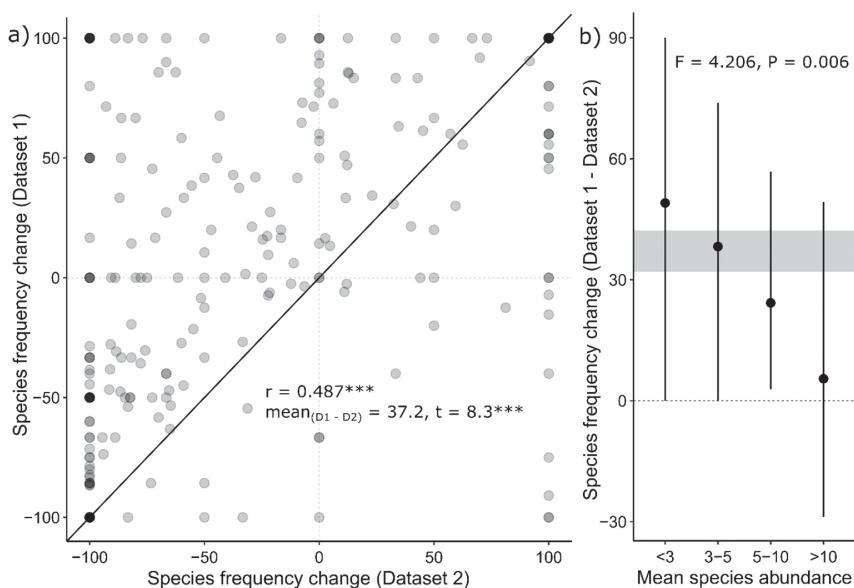 a)
Species frequency change (Dataset 1)
100
50
0
−50
−100
r = 0.487***
mean(D1 - D2) = 37.2, t = 8.3***
−100 −50 0 50 100
Species frequency change (Dataset 2)
b)
Species frequency change (Dataset 1 - Dataset 2)
F = 4.206, P = 0.006
90
60
30
0
−30
<3 3−5 5−10 >10
Mean species abundance